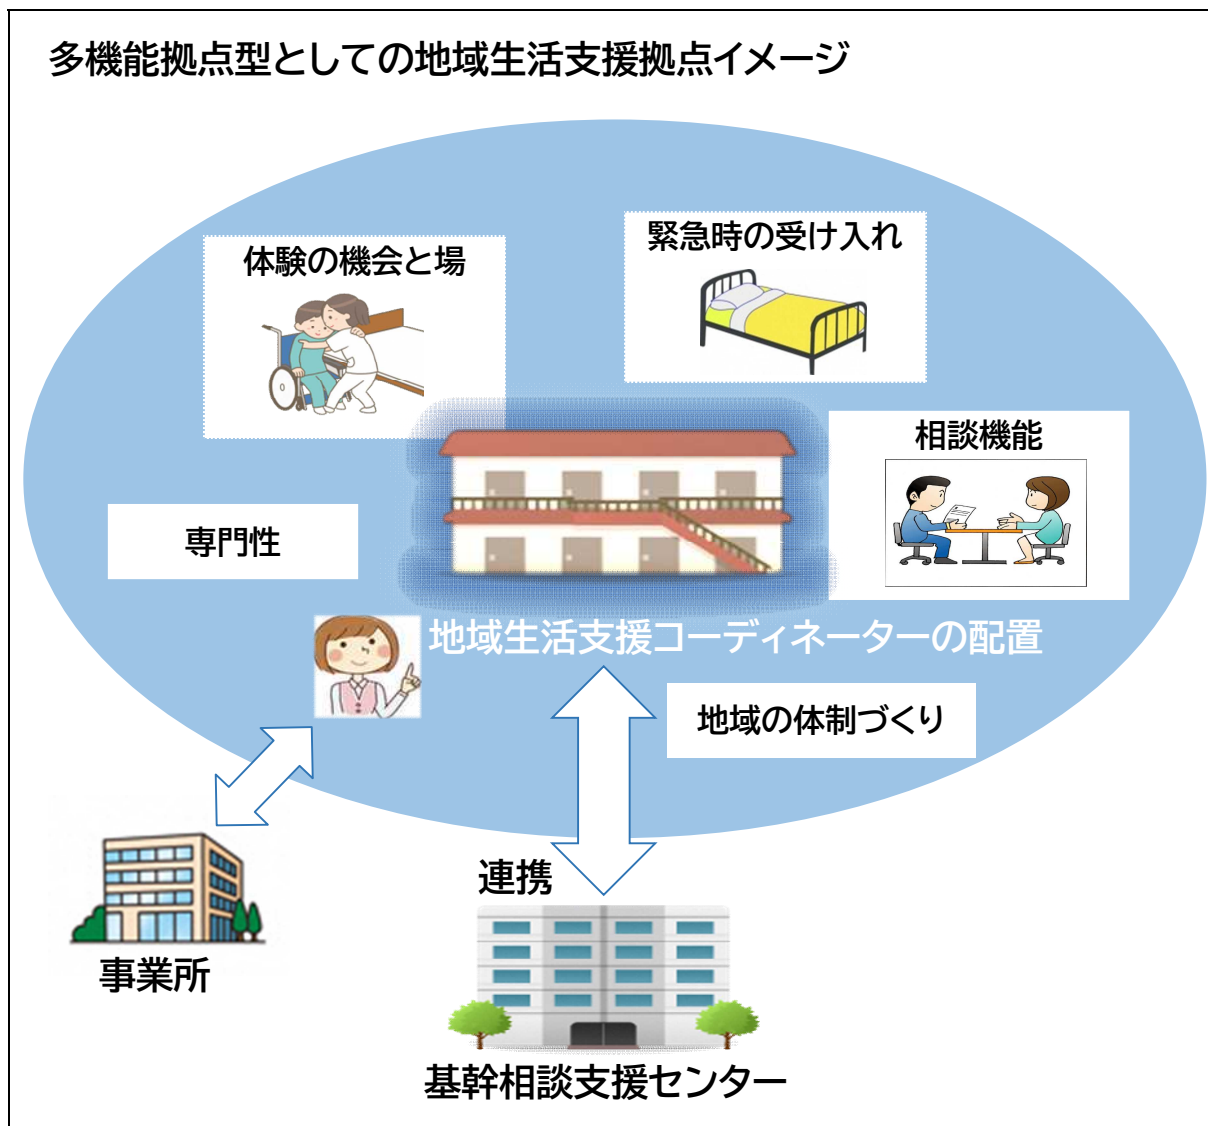 多機能拠点型としての地域生活支援拠点イメージ
緊急時の受け入れ
体験の機会と場
相談機能
専門性
地域生活支援コーディネーターの配置
地域の体制づくり
連携
事業所
基幹相談支援センター